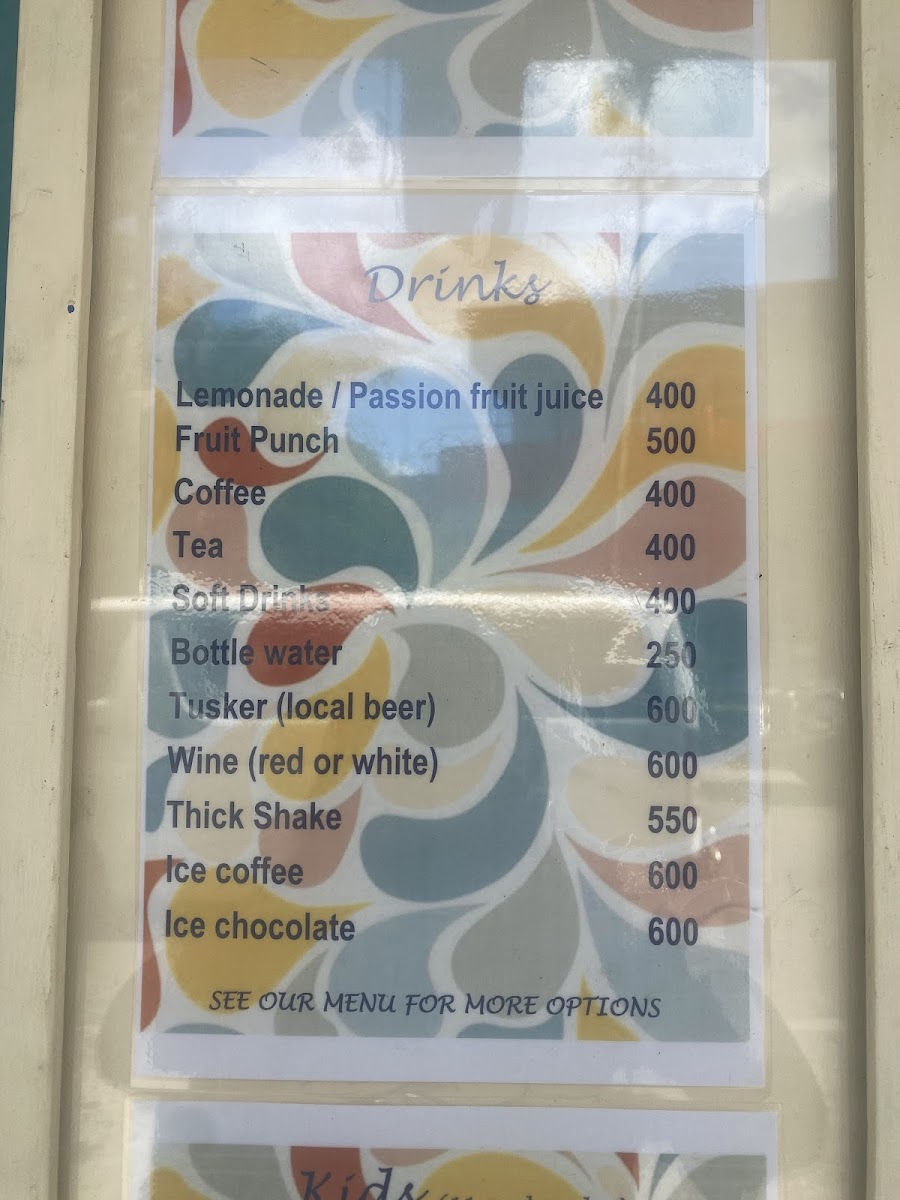 Drinks
Lemonade / Passion fruit juice 400
Fruit Punch 500
Coffee 400
Tea 400
Soft Drinks 400
Bottle water 250
Tusker (local beer) 600
Wine (red or white) 600
Thick Shake 550
Ice coffee 600
Ice chocolate 600
SEE OUR MENU FOR MORE OPTIONS
Kids